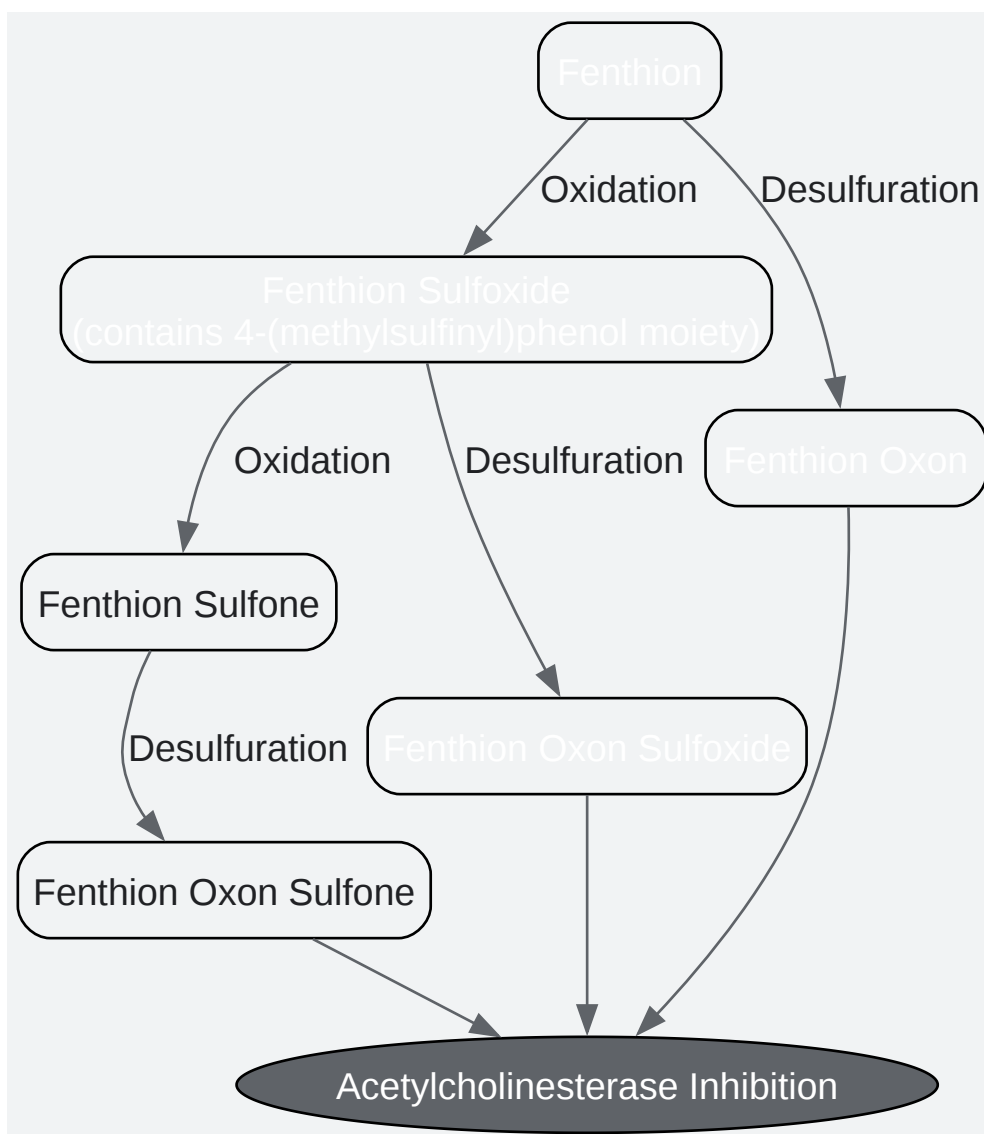 Fenthion
Oxidation
Desulfuration
Fenthion Sulfoxide
(contains 4-(methylsulfinyl)phenol moiety)
Oxidation
Desulfuration
Fenthion Oxon
Fenthion Sulfone
Desulfuration
Fenthion Oxon Sulfoxide
Fenthion Oxon Sulfone
Acetylcholinesterase Inhibition